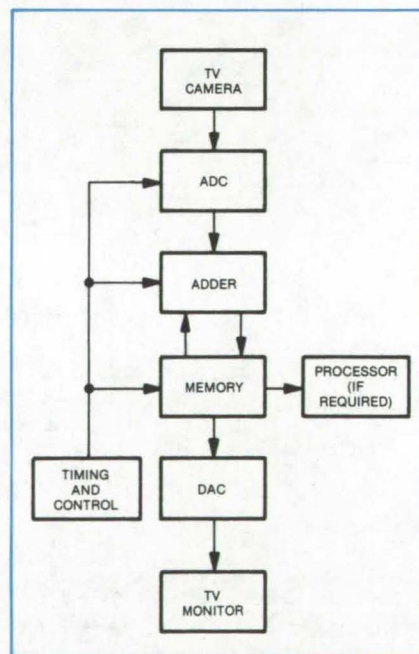 TV
CAMERA
ADC
ADDER
MEMORY
PROCESSOR
(IF
REQUIRED)
TIMING
AND
CONTROL
DAC
TV
MONITOR